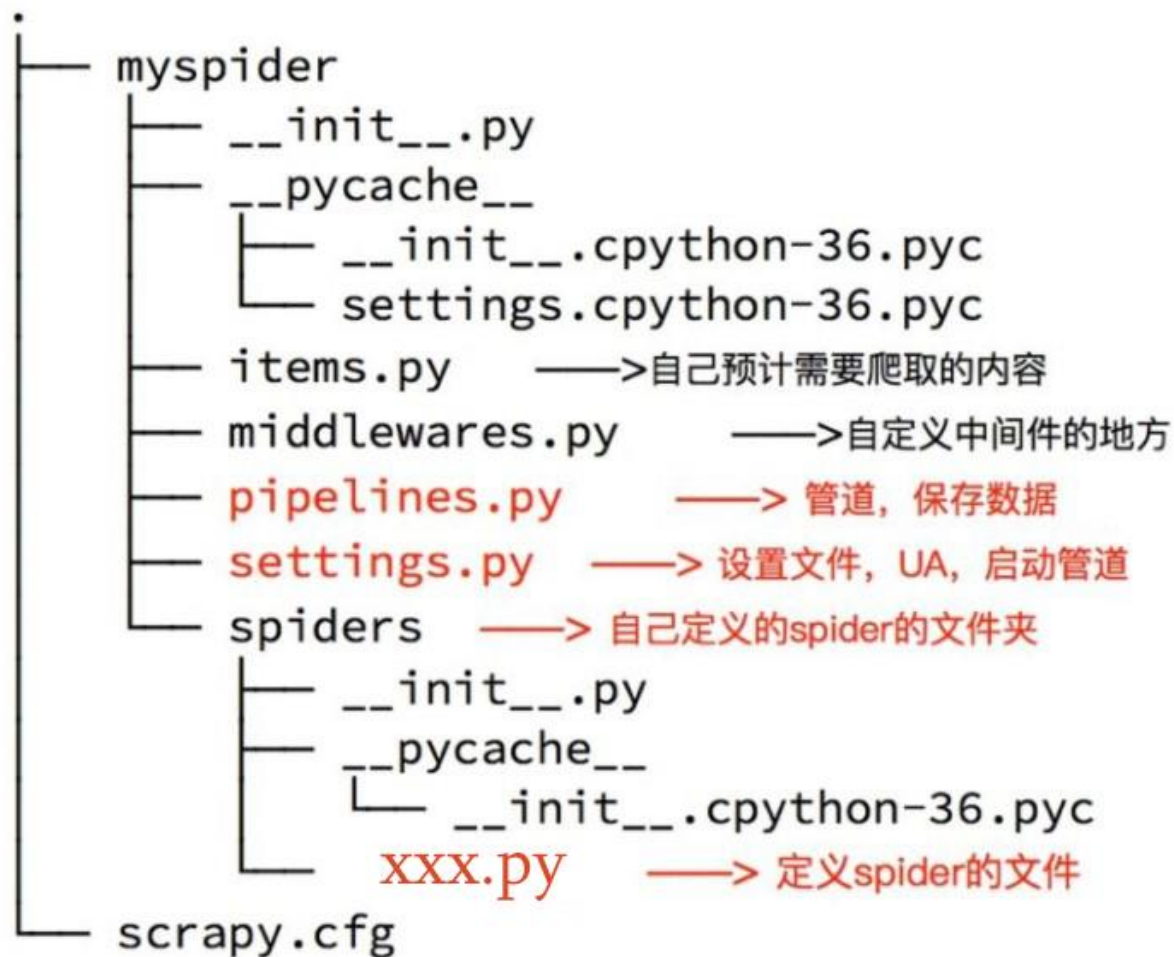 .
├── myspider
├── __init__.py
├── __pycache__
├── __init__.cpython-36.pyc
└── settings.cpython-36.pyc
├── items.py ——>自己预计需要爬取的内容
├── middlewares.py ——>自定义中间件的地方
├── pipelines.py ——> 管道，保存数据
├── settings.py ——> 设置文件，UA，启动管道
└── spiders ——> 自己定义的spider的文件夹
├── __init__.py
├── __pycache__
└── __init__.cpython-36.pyc
└── xxx.py ——> 定义spider的文件
└── scrapy.cfg